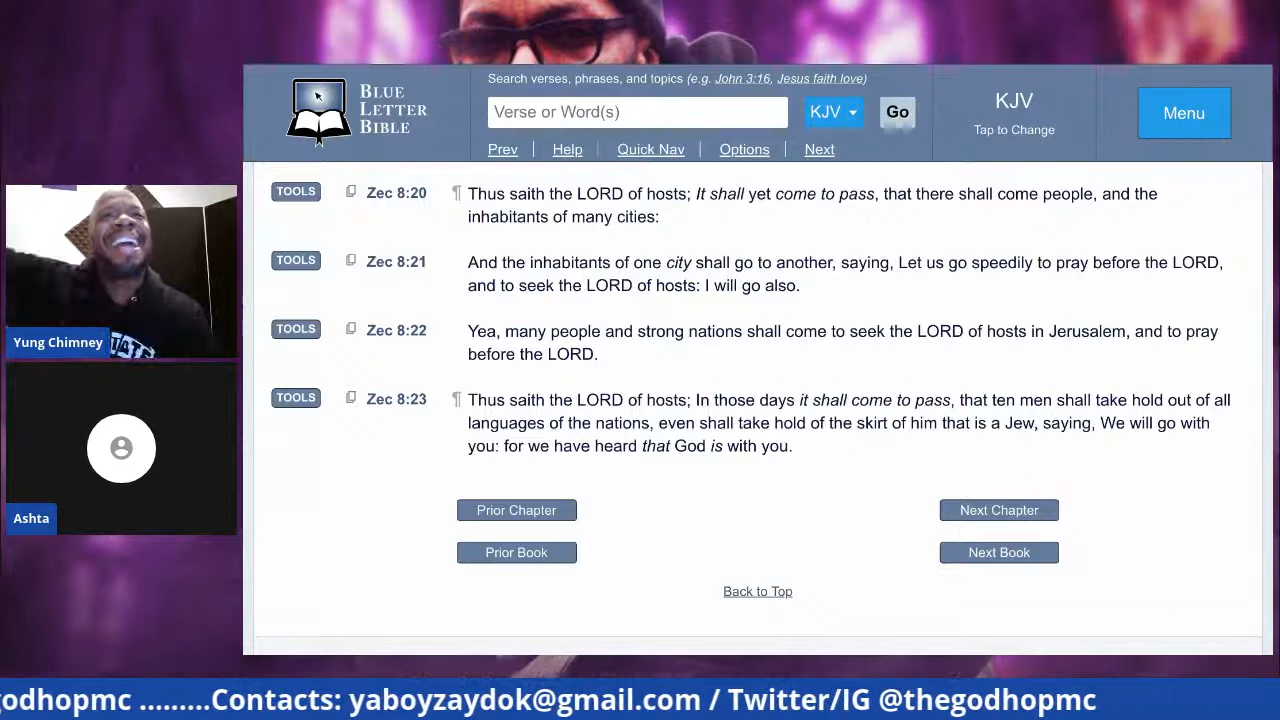 BLUE
LETTER
BIBLE
Search verses, phrases, and topics (e.g. John 3:16, Jesus faith love)
Verse or Word(s)
KJV
Go
Prev | Help | Quick Nav | Options | Next
KJV
Tap to Change
Menu
TOOLS Zec 8:20 ¶ Thus saith the LORD of hosts; It shall yet come to pass, that there shall come people, and the
inhabitants of many cities:
TOOLS Zec 8:21 And the inhabitants of one city shall go to another, saying, Let us go speedily to pray before the LORD,
and to seek the LORD of hosts: I will go also.
TOOLS Zec 8:22 Yea, many people and strong nations shall come to seek the LORD of hosts in Jerusalem, and to pray
before the LORD.
TOOLS Zec 8:23 ¶ Thus saith the LORD of hosts; In those days it shall come to pass, that ten men shall take hold out of all
languages of the nations, even shall take hold of the skirt of him that is a Jew, saying, We will go with
you: for we have heard that God is with you.
Prior Chapter
Next Chapter
Prior Book
Next Book
Back to Top
Yung Chimney
Ashta
godhopmc .........Contacts: yaboyzaydok@gmail.com / Twitter/IG @thegodhopmc